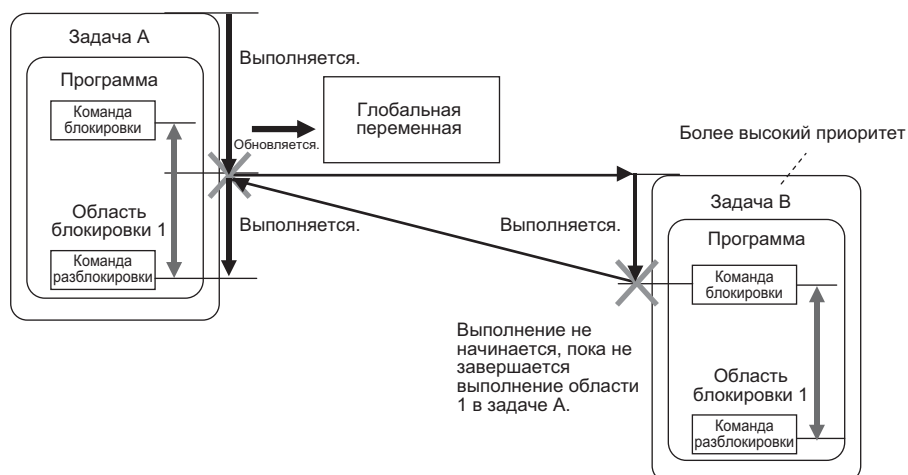 Задача A
Программа
Команда
блокировки
Область
блокировки 1
Команда
разблокировки
Выполняется.
Обновляется.
Глобальная
переменная
Выполняется.
Выполняется.
Выполнение не
начинается, пока не
завершается
выполнение области
1 в задаче A.
Более высокий приоритет
Задача B
Программа
Команда
блокировки
Область
блокировки 1
Команда
разблокировки